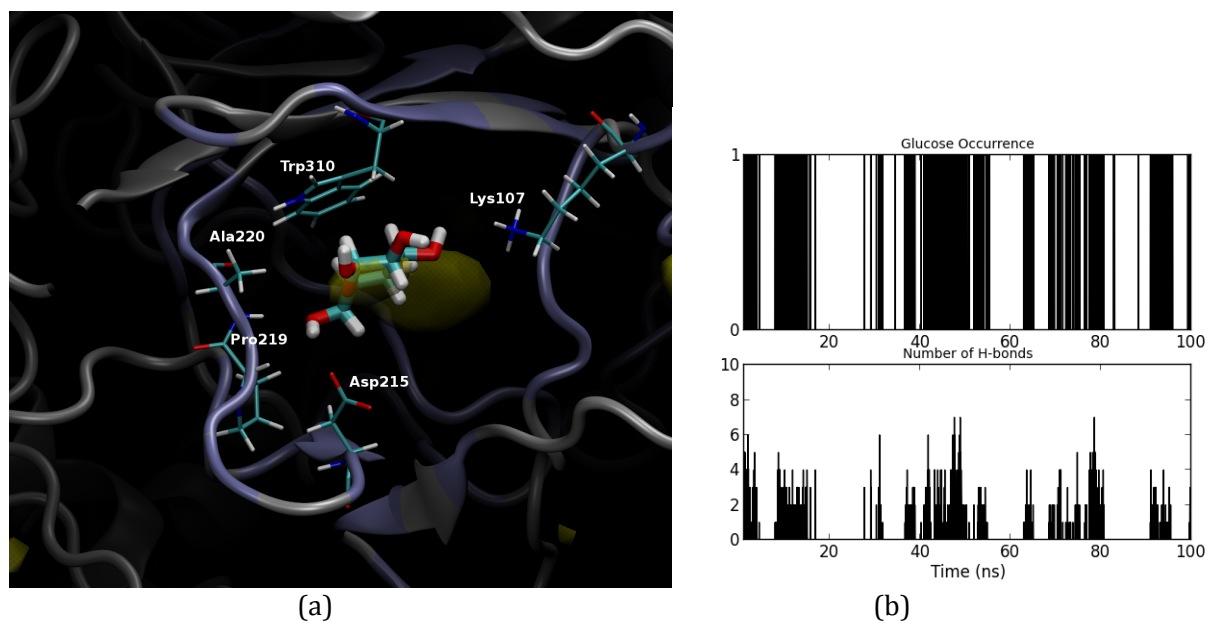 Trp310
Lys107
Ala220
Pro219
Asp215
(a)
Glucose Occurrence
1
0
20
40
60
80
100
Number of H-bonds
10
8
6
4
2
0
20
40
60
80
100
Time (ns)
(b)